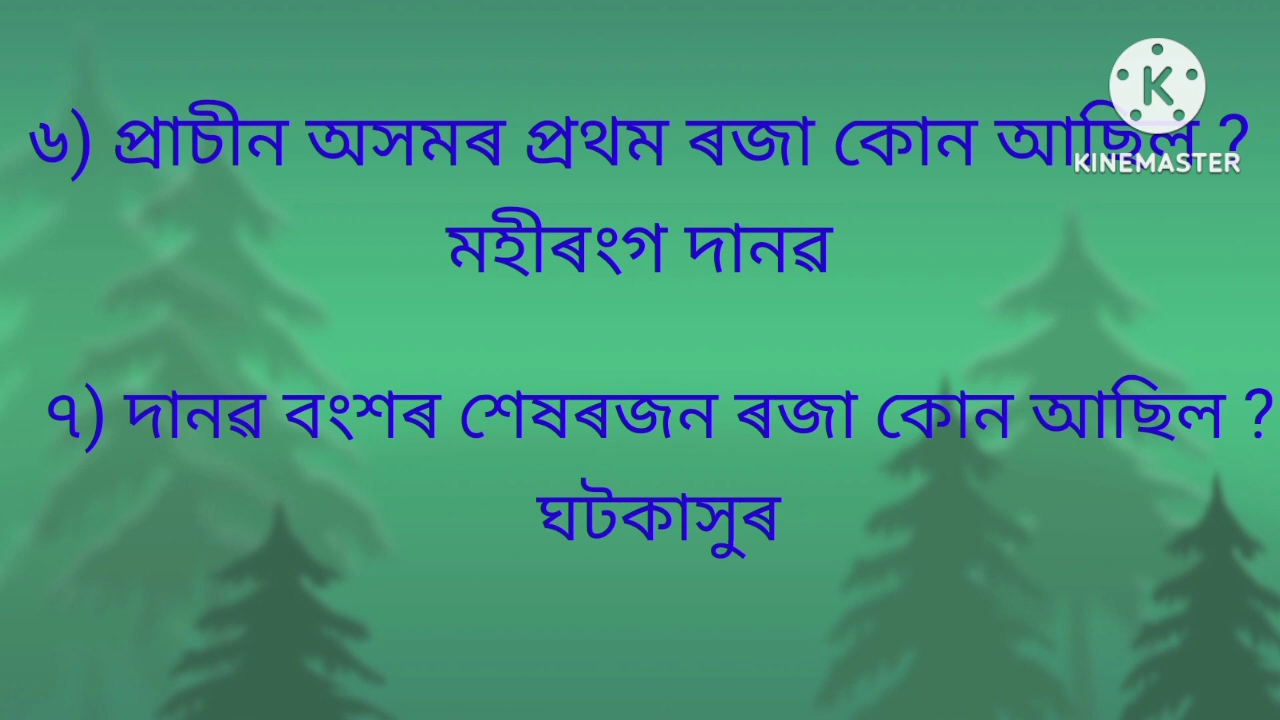 ৬) প্ৰাচীন অসমৰ প্ৰথম ৰজা কোন আছিল ?
KINEMASTER
মহীৰংগ দানৱ
৭) দানৱ বংশৰ শেষৰজন ৰজা কোন আছিল ?
ঘটকাসুৰ